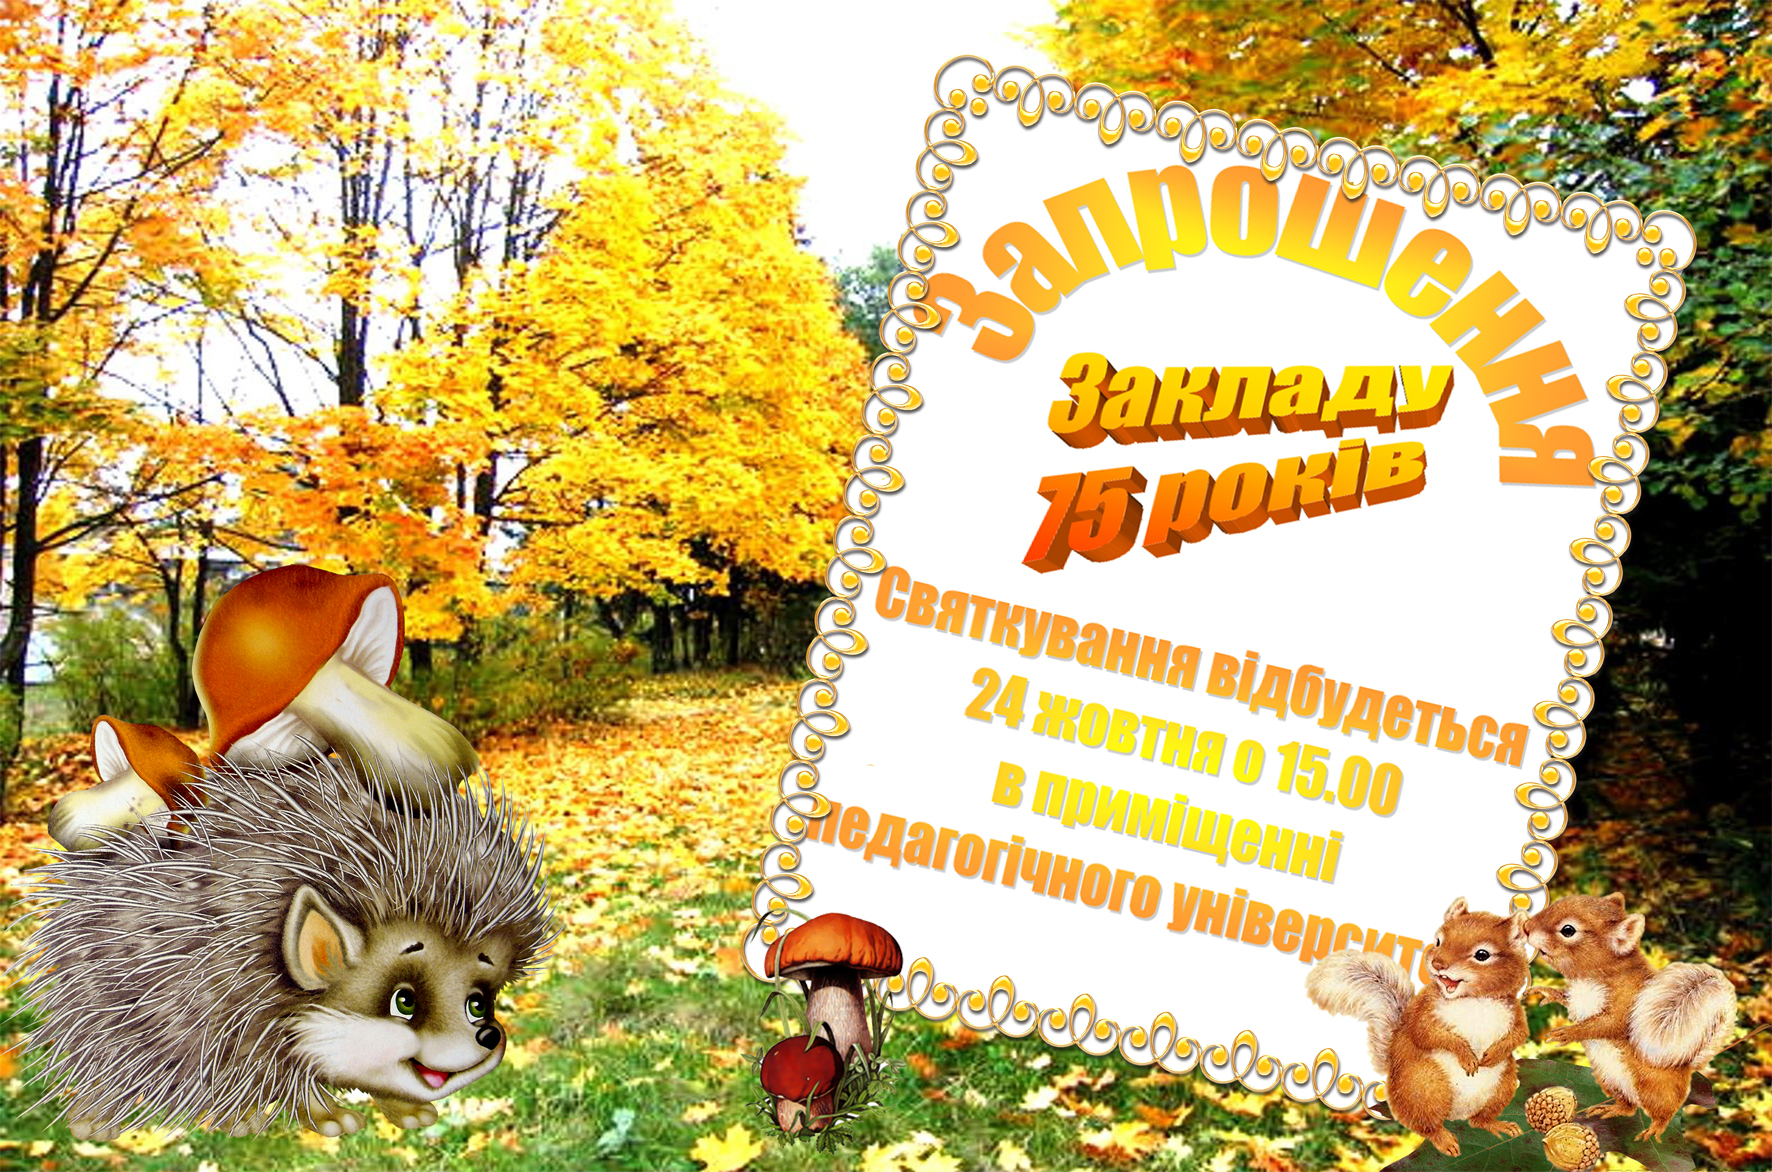 Запрошення
Закладу
75 років
Святкування відбудеться
24 жовтня о 15.00
в приміщенні
педагогічного